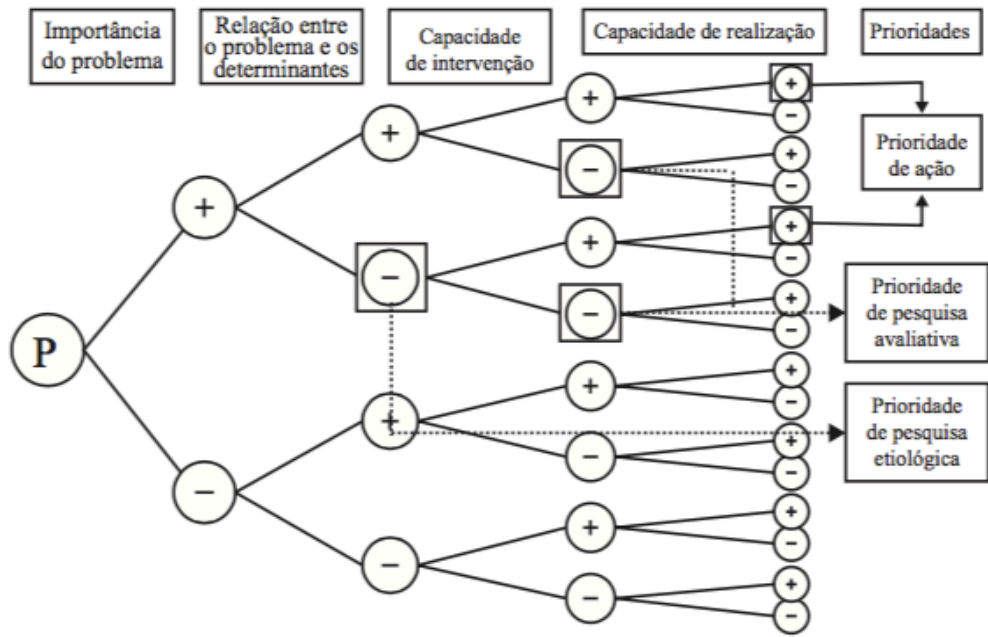 Importância
do problema
Relação entre
o problema e os
determinantes
Capacidade
de intervenção
Capacidade de realização
Prioridades
P
+
−
+
−
+
−
+
−
+
−
+
−
+
−
+
−
+
−
+
−
+
−
+
−
+
−
+
−
+
−
Prioridade
de ação
Prioridade
de pesquisa
avaliativa
Prioridade
de pesquisa
etiológica